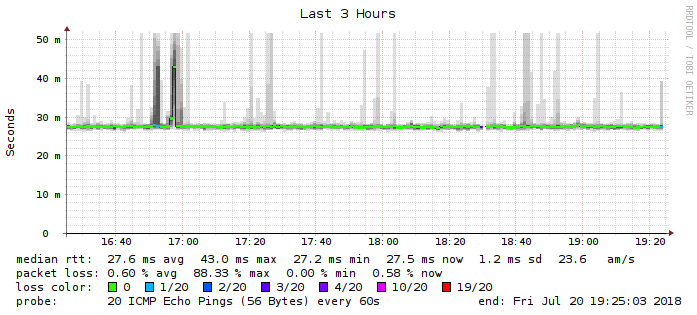 Last 3 Hours
RRDTOOL / TOBI OETIKER
Seconds
50 m
40 m
30 m
20 m
10 m
0
16:40 17:00 17:20 17:40 18:00 18:20 18:40 19:00 19:20
median rtt: 27.6 ms avg 43.0 ms max 27.2 ms min 27.5 ms now 1.2 ms sd 23.6 am/s
packet loss: 0.60 % avg 88.33 % max 0.00 % min 0.58 % now
loss color: 0 1/20 2/20 3/20 4/20 10/20 19/20
probe: 20 ICMP Echo Pings (56 Bytes) every 60s end: Fri Jul 20 19:25:03 2018